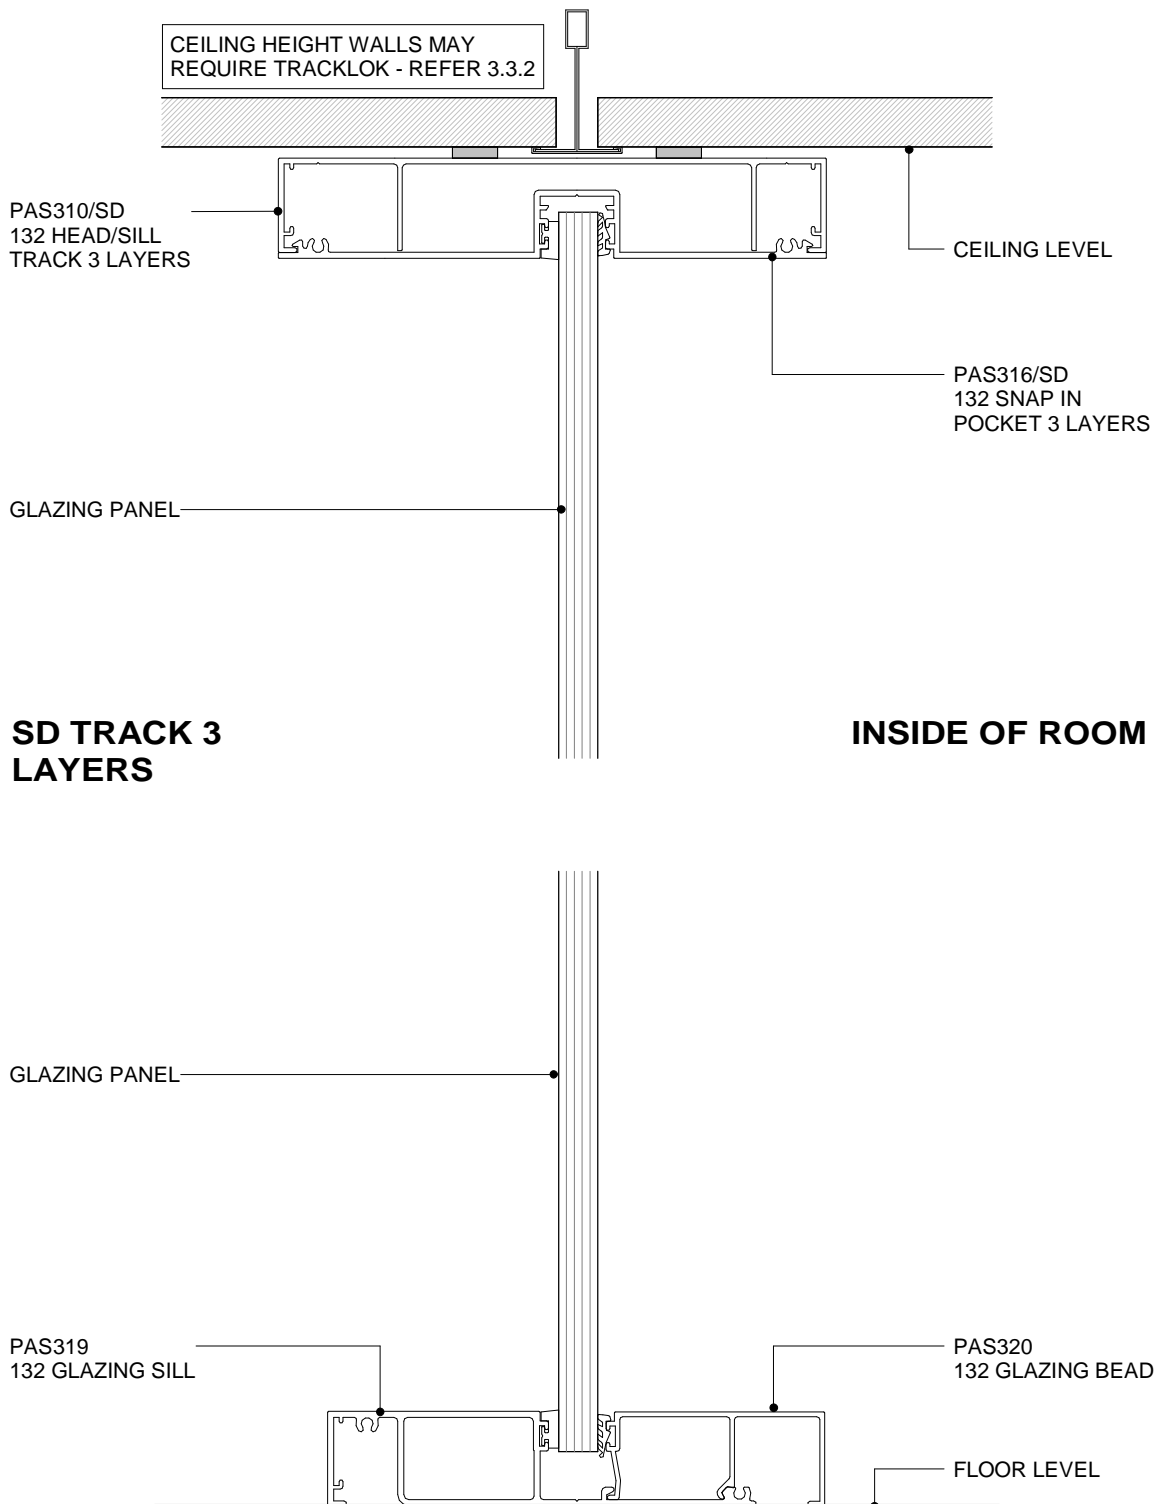 CEILING HEIGHT WALLS MAY
REQUIRE TRACKLOK - REFER 3.3.2
PAS310/SD
132 HEAD/SILL
TRACK 3 LAYERS
CEILING LEVEL
PAS316/SD
132 SNAP IN
POCKET 3 LAYERS
GLAZING PANEL
SD TRACK 3
LAYERS
INSIDE OF ROOM
GLAZING PANEL
PAS319
132 GLAZING SILL
PAS320
132 GLAZING BEAD
FLOOR LEVEL